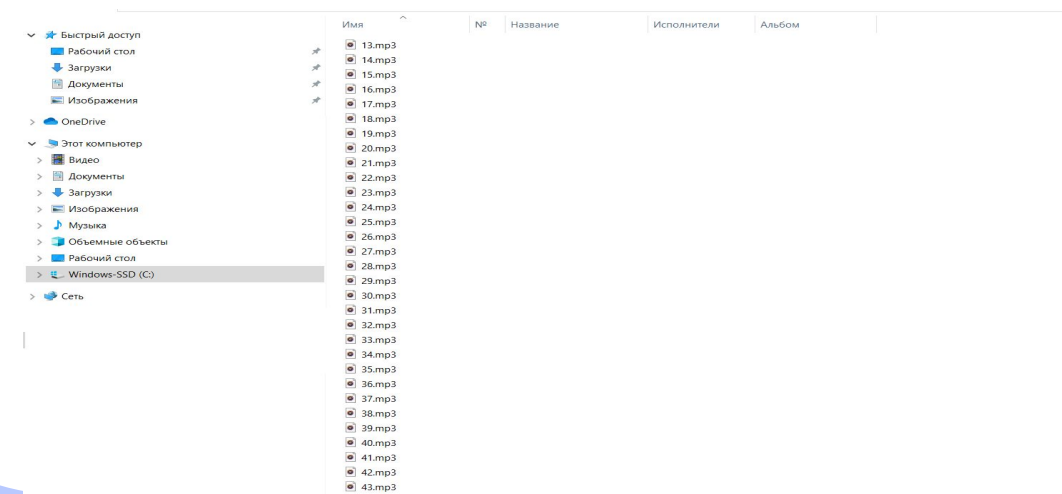 Имя № Название Исполнители Альбом
Быстрый доступ
Рабочий стол
Загрузки
Документы
Изображения
OneDrive
Этот компьютер
Видео
Документы
Загрузки
Изображения
Музыка
Объемные объекты
Рабочий стол
Windows-SSD (C:)
Сеть
13.mp3
14.mp3
15.mp3
16.mp3
17.mp3
18.mp3
19.mp3
20.mp3
21.mp3
22.mp3
23.mp3
24.mp3
25.mp3
26.mp3
27.mp3
28.mp3
29.mp3
30.mp3
31.mp3
32.mp3
33.mp3
34.mp3
35.mp3
36.mp3
37.mp3
38.mp3
39.mp3
40.mp3
41.mp3
42.mp3
43.mp3